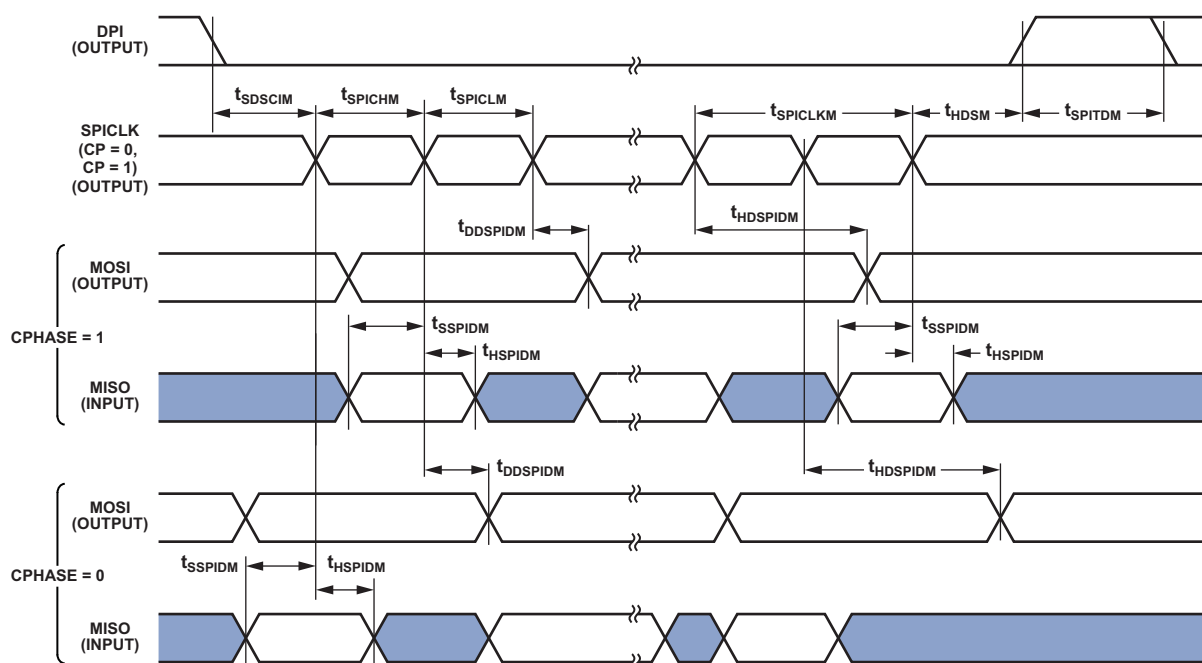 DPI
(OUTPUT)
tSDSCIM
tSPICHM
tSPICLM
tSPICLKM
tHDSM
tSPITDM
SPICLK
(CP = 0,
CP = 1)
(OUTPUT)
tDDSPIDM
tHDSPIDM
CPHASE = 1
MOSI
(OUTPUT)
tSSPIDM
tSSPIDM
tHSPIDM
tHSPIDM
MISO
(INPUT)
tDDSPIDM
tHDSPIDM
CPHASE = 0
MOSI
(OUTPUT)
tSSPIDM
tHSPIDM
MISO
(INPUT)